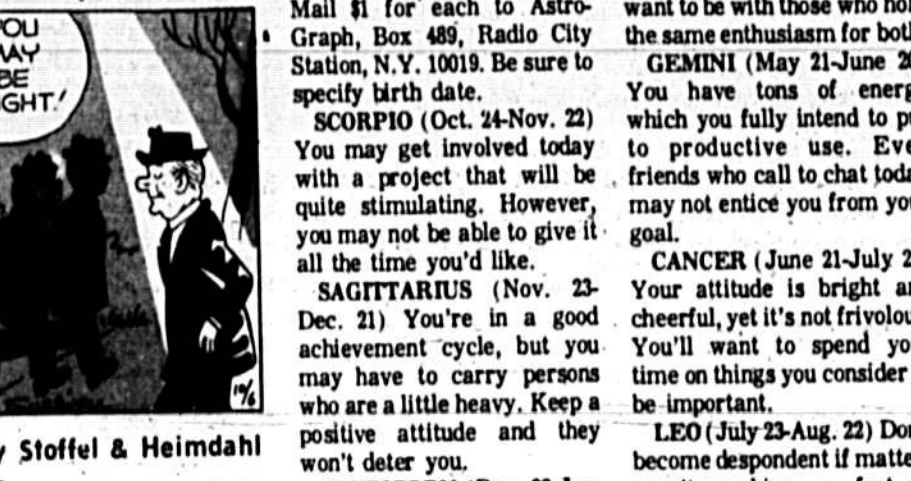 OU
MAY
BE
GHT!
10/6
y Stoffel & Heimdahl
Mail $1 for each to Astro-
Graph, Box 489, Radio City
Station, N.Y. 10019. Be sure to
specify birth date.
SCORPIO (Oct. 24-Nov. 22)
You may get involved today
with a project that will be
quite stimulating. However,
you may not be able to give it
all the time you'd like.
SAGITTARIUS (Nov. 23-
Dec. 21) You're in a good
achievement cycle, but you
may have to carry persons
who are a little heavy. Keep a
positive attitude and they
won't deter you.
want to be with those who
the same enthusiasm for
GEMINI (May 21-June 20
You have tons of energ
which you fully intend to p
to productive use. Eve
friends who call to chat toda
may not entice you from you
goal.
CANCER (June 21-July 2
Your attitude is bright an
cheerful, yet it's not frivolou
You'll want to spend yo
time on things you consider
be important.
LEO (July 23-Aug. 22) Don
become despondent if matte